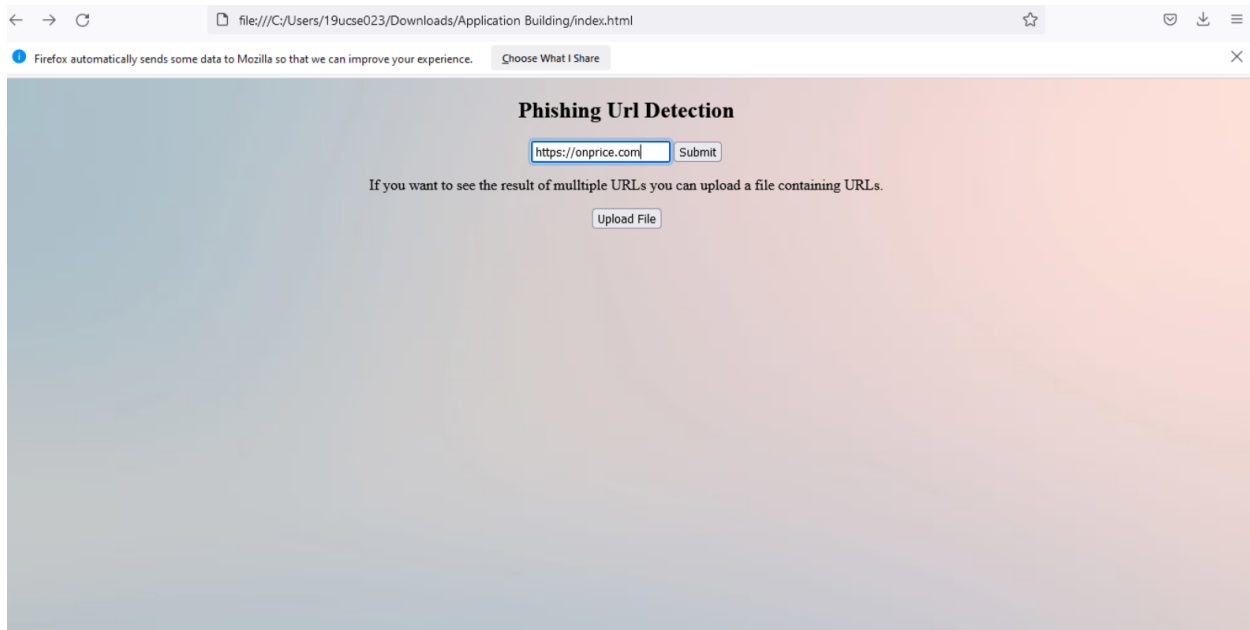 file:///C:/Users/19ucse023/Downloads/Application Building/index.html
Firefox automatically sends some data to Mozilla so that we can improve your experience. Choose What I Share
Phishing Url Detection
https://onprice.com Submit
If you want to see the result of mulltiple URLs you can upload a file containing URLs.
Upload File